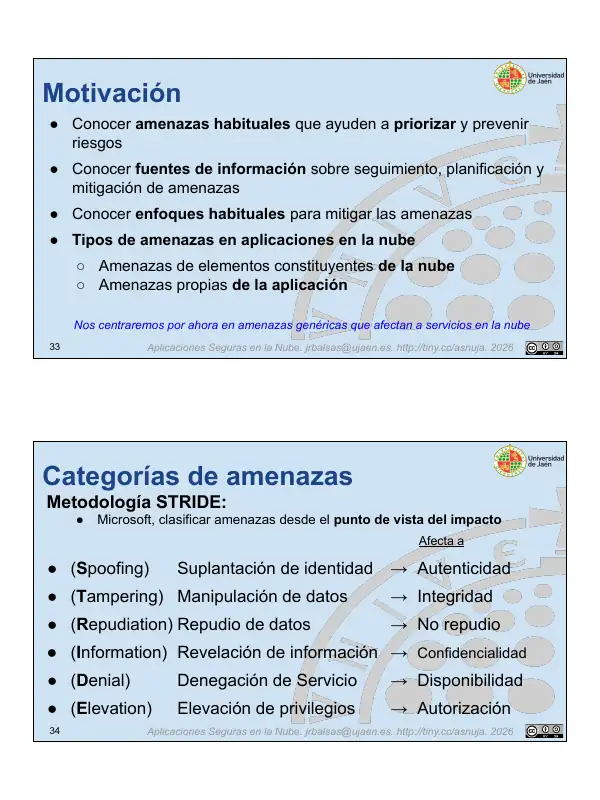 Universidad
de Jaén
Motivación
● Conocer amenazas habituales que ayuden a priorizar y prevenir
riesgos
● Conocer fuentes de información sobre seguimiento, planificación y
mitigación de amenazas
● Conocer enfoques habituales para mitigar las amenazas
● Tipos de amenazas en aplicaciones en la nube
○ Amenazas de elementos constituyentes de la nube
○ Amenazas propias de la aplicación
Nos centraremos por ahora en amenazas genéricas que afectan a servicios en la nube
33 Aplicaciones Seguras en la Nube. jrbalsas@ujaen.es. http://tiny.cc/asnuja. 2026
Universidad
de Jaén
Categorías de amenazas
Metodología STRIDE:
● Microsoft, clasificar amenazas desde el punto de vista del impacto
Afecta a
● (Spoofing) Suplantación de identidad → Autenticidad
● (Tampering) Manipulación de datos → Integridad
● (Repudiation) Repudio de datos → No repudio
● (Information) Revelación de información → Confidencialidad
● (Denial) Denegación de Servicio → Disponibilidad
● (Elevation) Elevación de privilegios → Autorización
34 Aplicaciones Seguras en la Nube. jrbalsas@ujaen.es. http://tiny.cc/asnuja. 2026